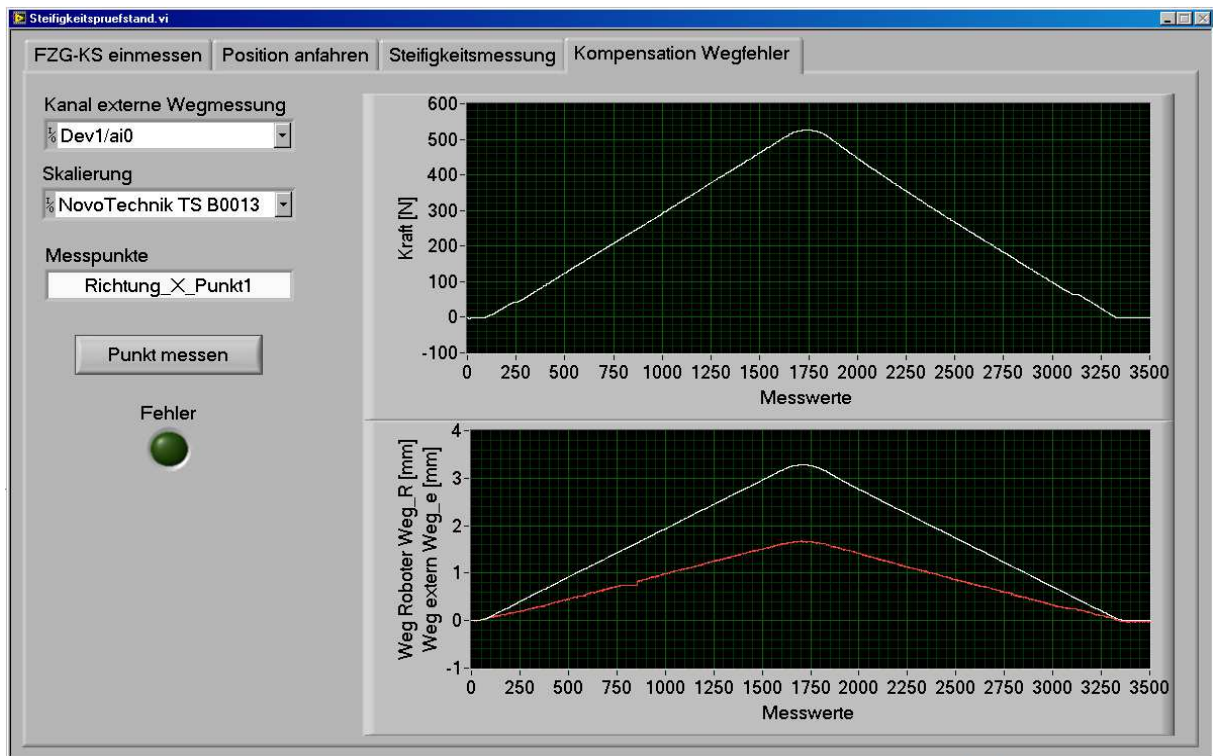 Steifigkeitspruefstand.vi
FZG-KS einmessen
Position anfahren
Steifigkeitsmessung
Kompensation Wegfehler
Kanal externe Wegmessung
Dev1/ai0
Skalierung
NovoTechnik TS B0013
Messpunkte
Richtung_X_Punkt1
Punkt messen
Fehler
Kraft [N]
600
500
400
300
200
100
0
-100
0 250 500 750 1000 1250 1500 1750 2000 2250 2500 2750 3000 3250 3500
Messwerte
Weg Roboter Weg_R [mm]
Weg extern Weg_e [mm]
4
3
2
1
0
-1
0 250 500 750 1000 1250 1500 1750 2000 2250 2500 2750 3000 3250 3500
Messwerte